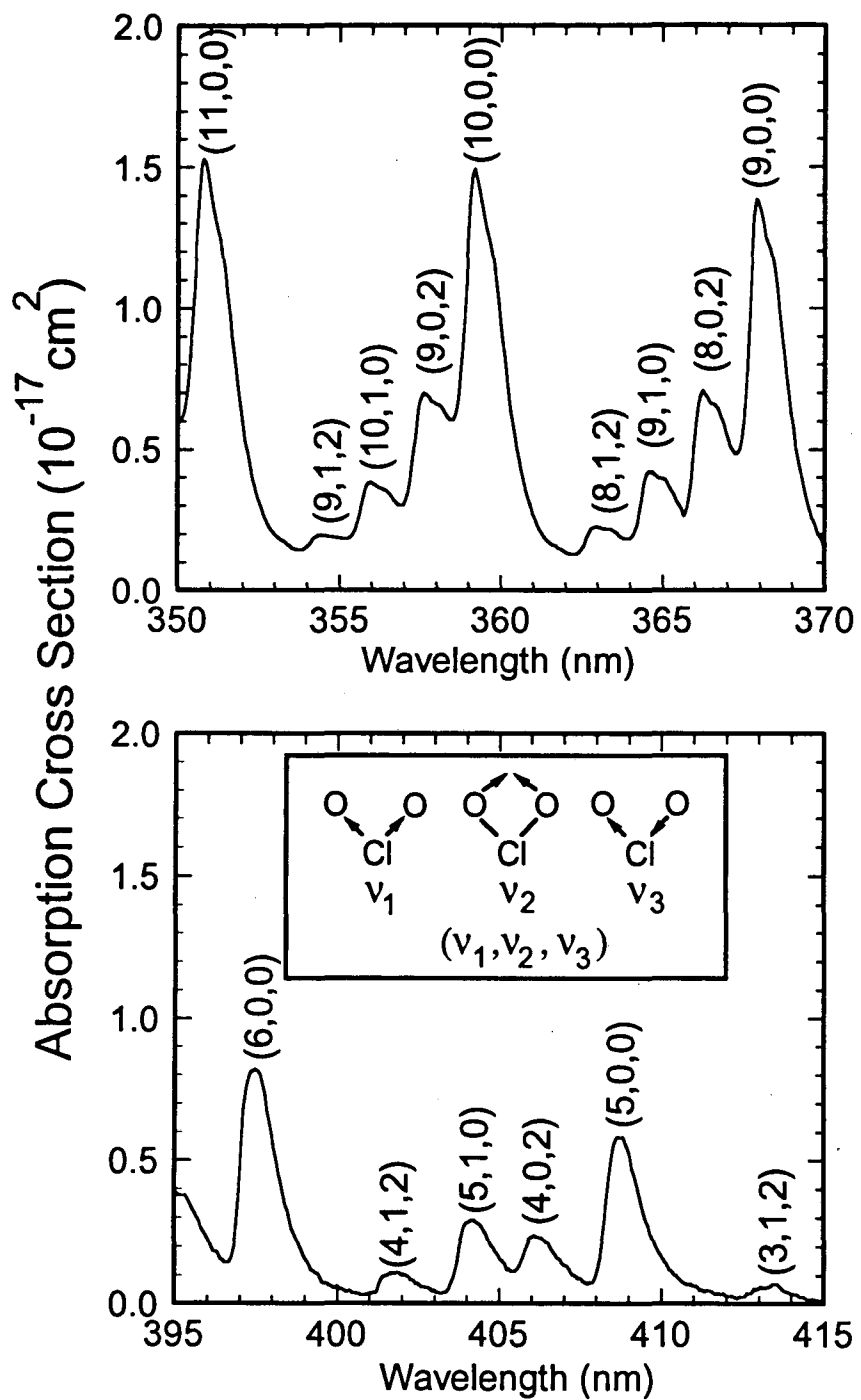 Absorption Cross Section (10⁻¹⁷ cm²)
2.0
1.5
1.0
0.5
0.0
(11,0,0)
(9,1,2)
(10,1,0)
(9,0,2)
(10,0,0)
(8,1,2)
(9,1,0)
(8,0,2)
(9,0,0)
350 355 360 365 370
Wavelength (nm)
2.0
1.5
1.0
0.5
0.0
O O O O O O
Cl Cl Cl
ν₁ ν₂ ν₃
(ν₁,ν₂, ν₃)
(6,0,0)
(4,1,2)
(5,1,0)
(4,0,2)
(5,0,0)
(3,1,2)
395 400 405 410 415
Wavelength (nm)